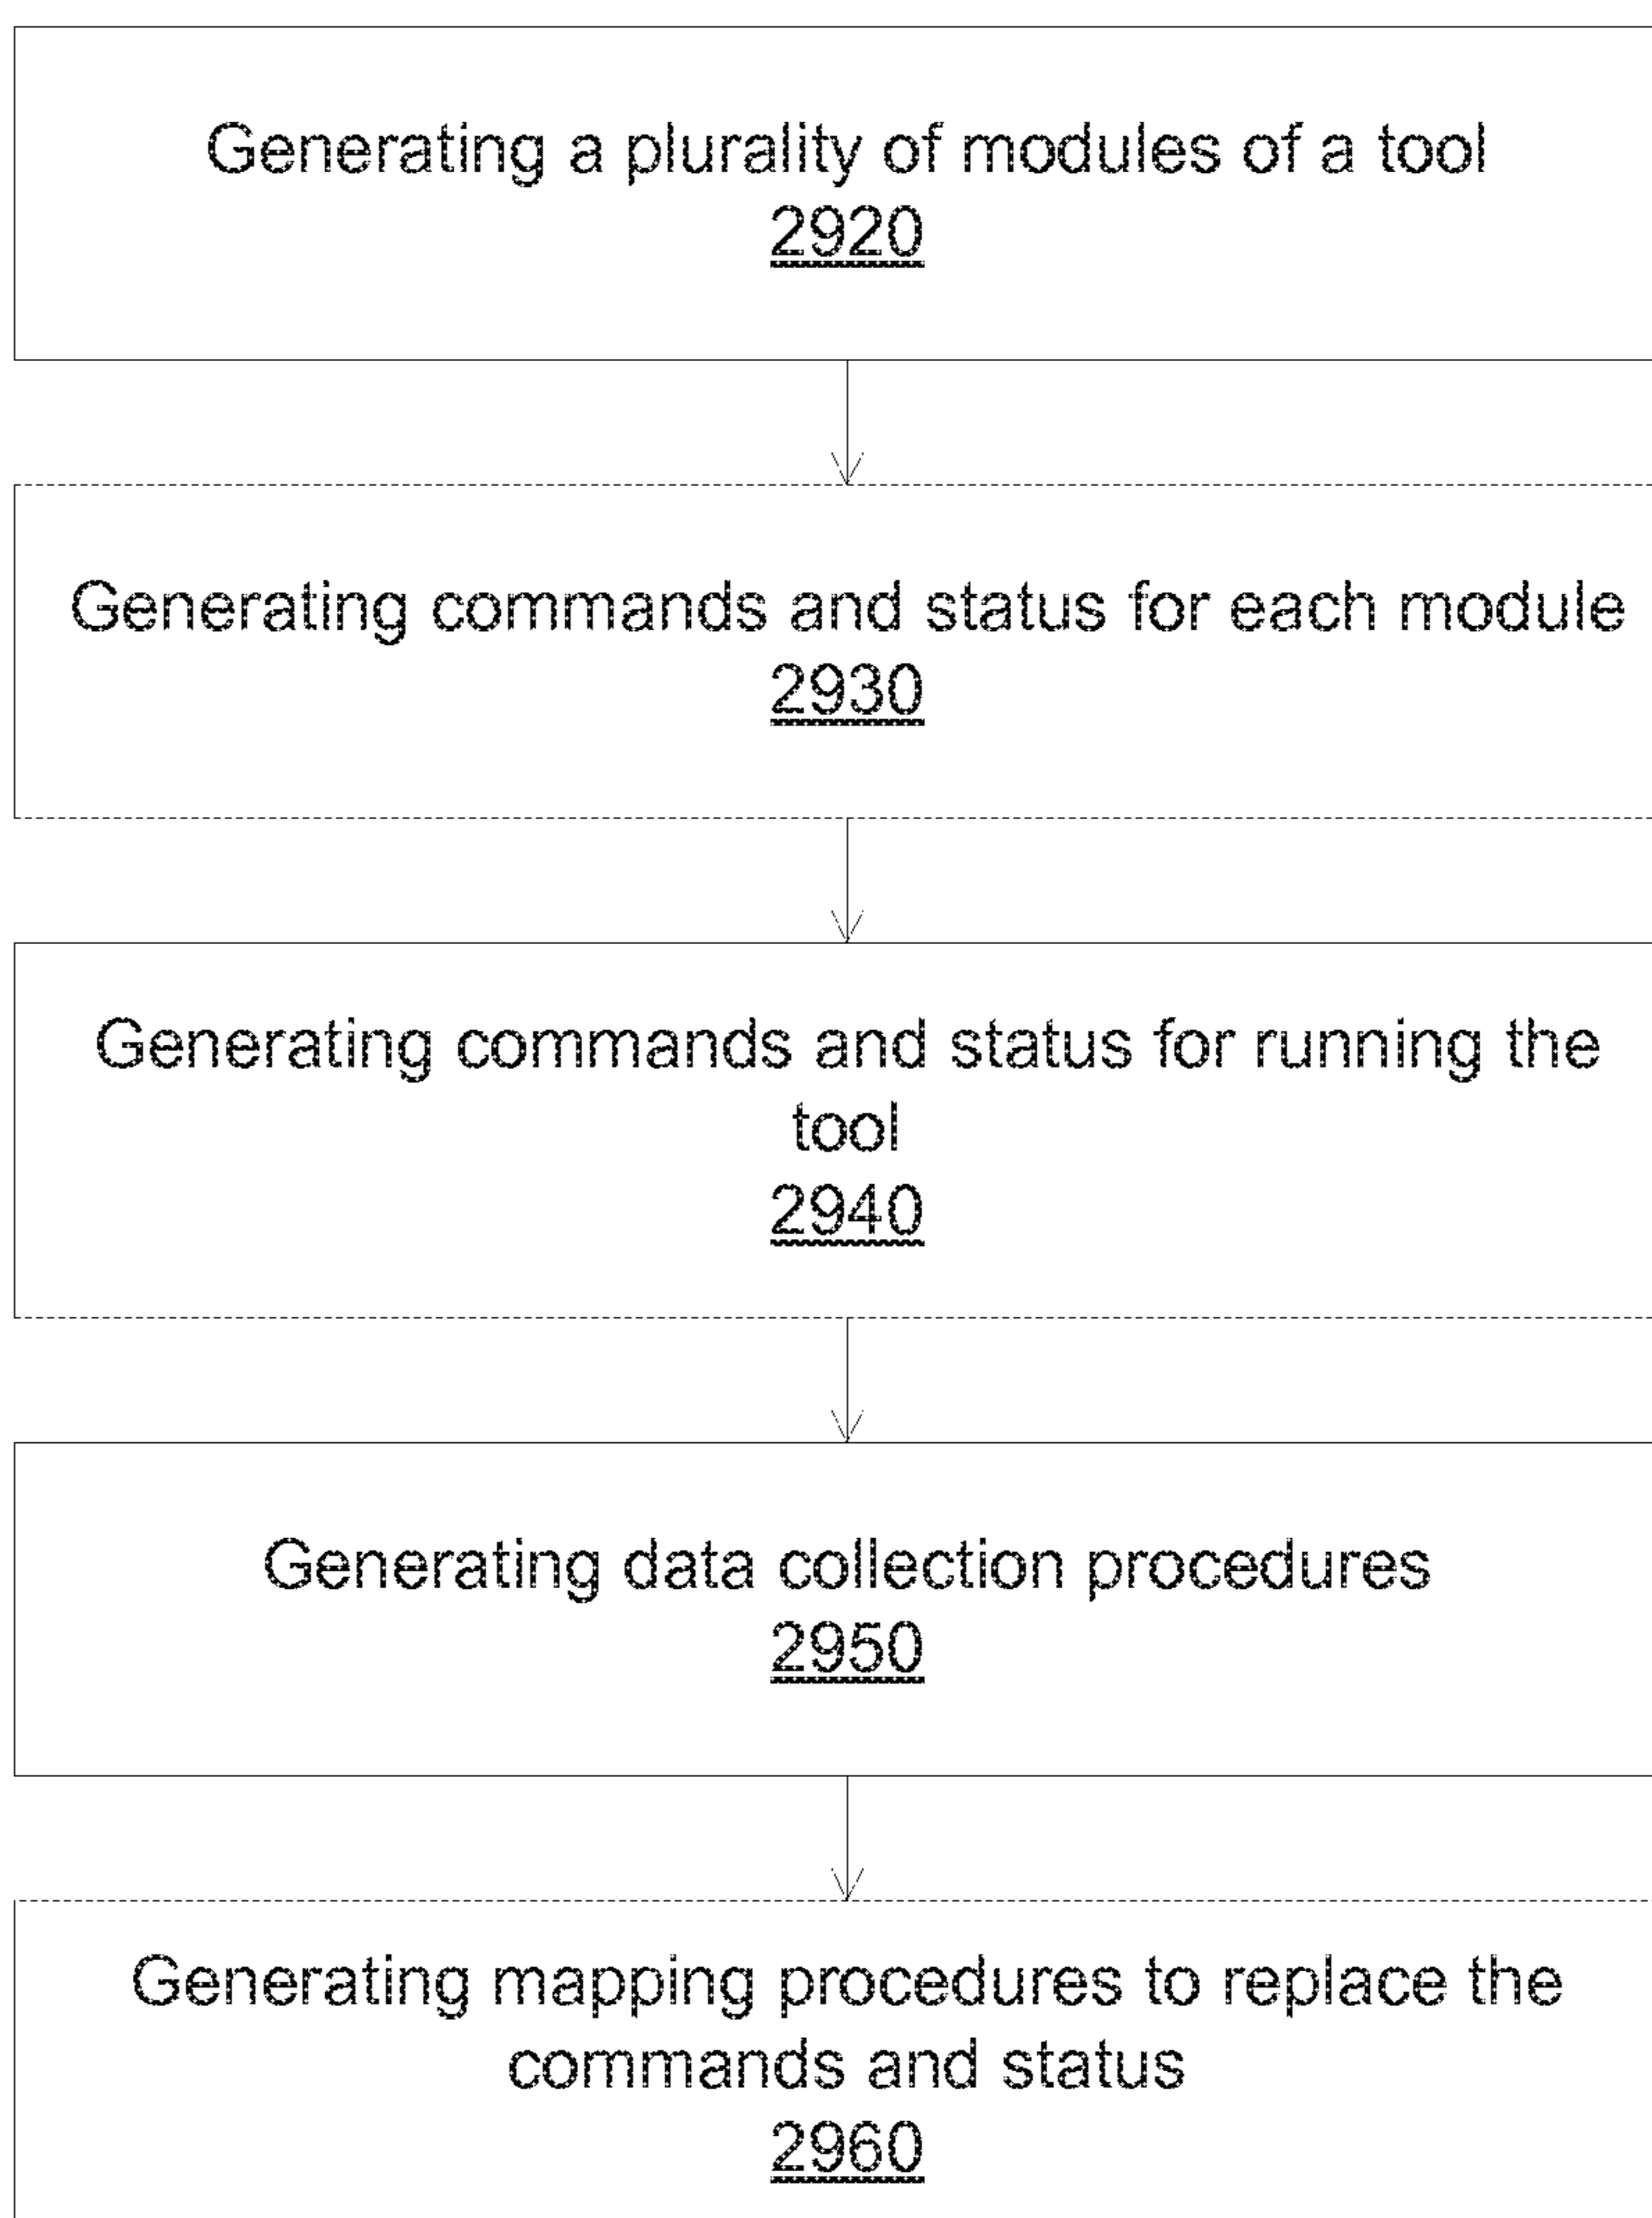 Generating a plurality of modules of a tool
2920
Generating commands and status for each module
2930
Generating commands and status for running the
tool
2940
Generating data collection procedures
2950
Generating mapping procedures to replace the
commands and status
2960